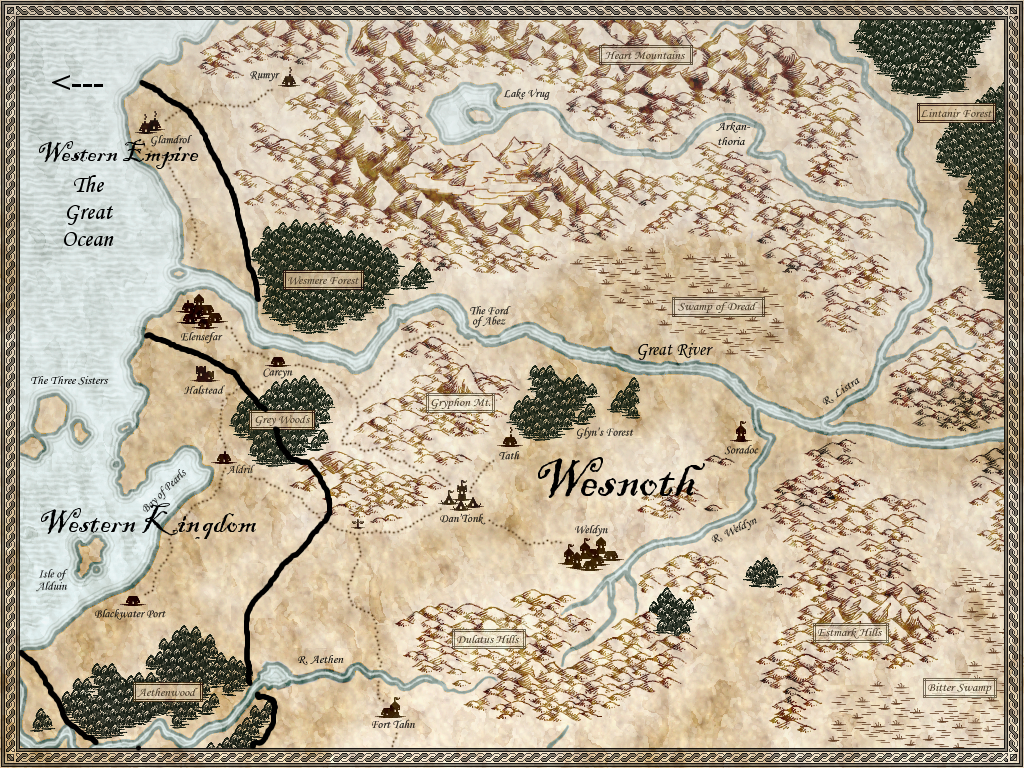 Heart Mountains
Rumyr
<---
Lake Vrug
Lintanir Forest
Glamdrol
Arkan-
thoria
Western Empire
The
Great
Ocean
Wesmere Forest
Swamp of Dread
The Ford
of Abez
Elensefar
Great River
Carcyn
Halstead
The Three Sisters
R. Listra
Gryphon Mt.
Grey Woods
Glyn's Forest
Soradoc
Tath
Aldril
Wesnoth
Bay of Pearls
Dan Tonk
Western Kingdom
Weldyn
R. Weldyn
Isle of
Alduin
Blackwater Port
Dulatus Hills
Estmark Hills
R. Aethen
Aethenwood
Bitter Swamp
Fort Tahn